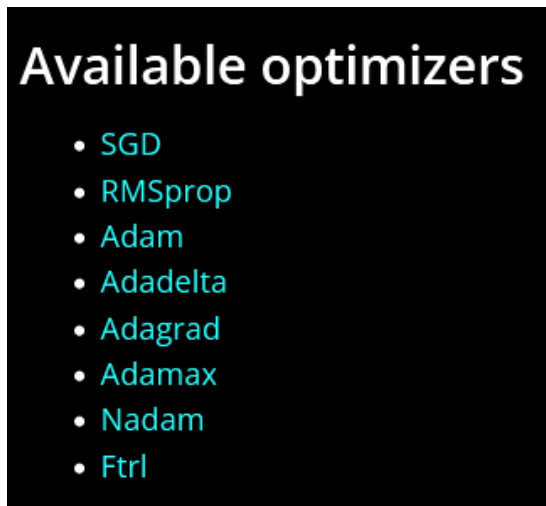 Available optimizers
• SGD
• RMSprop
• Adam
• Adadelta
• Adagrad
• Adamax
• Nadam
• Ftrl